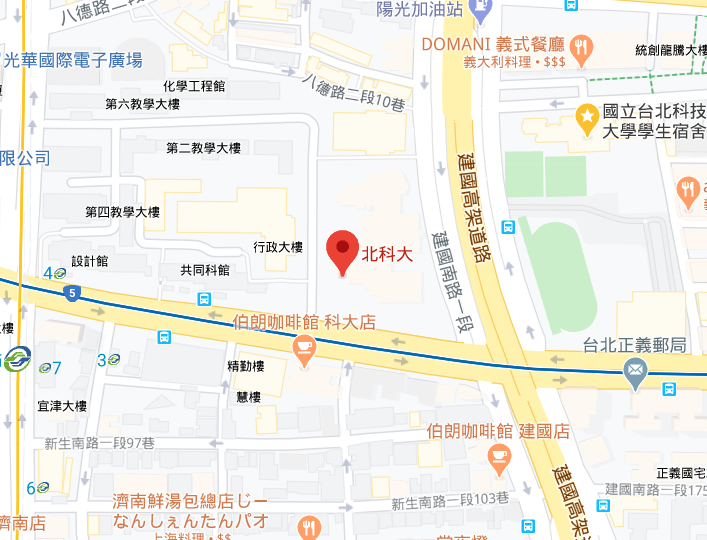 陽光加油站
八德路二段
DOMANI 義式餐廳
義大利料理・$$$
統創龍騰大樓
光華國際電子廣場
化學工程館
第六教學大樓
八德路二段10巷
國立台北科技
大學學生宿舍
第二教學大樓
限公司
建國高架道路
第四教學大樓
行政大樓
北科大
建國南路一段
設計館
共同科館
4
5
伯朗咖啡館 科大店
台北正義郵局
3
7
精勤樓
慧樓
宜津大樓
伯朗咖啡館 建國店
新生南路一段97巷
正義國宅
6
濟南鮮湯包總店じー
なんしぇんたんパオ
上海料理・$$
新生南路一段103巷
建國南路一段175
建國高架道
濟南店